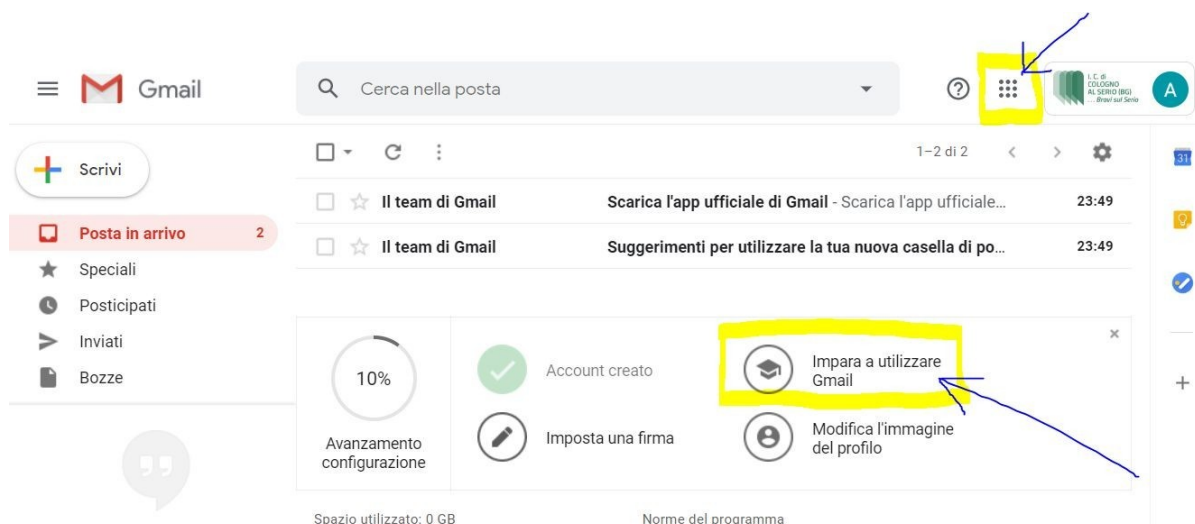 Gmail
Cerca nella posta
I. C. di
COLOGNO
AL SERIO (BG)
... Bravi sul Serio
A
Scrivi
1–2 di 2
31
Il team di Gmail Scarica l'app ufficiale di Gmail - Scarica l'app ufficiale... 23:49
Posta in arrivo 2
Il team di Gmail Suggerimenti per utilizzare la tua nuova casella di po... 23:49
Speciali
Posticipati
Inviati
Bozze
10%
Avanzamento
configurazione
Account creato
Impara a utilizzare
Gmail
Imposta una firma
Modifica l'immagine
del profilo
Spazio utilizzato: 0 GB
Norme del programma